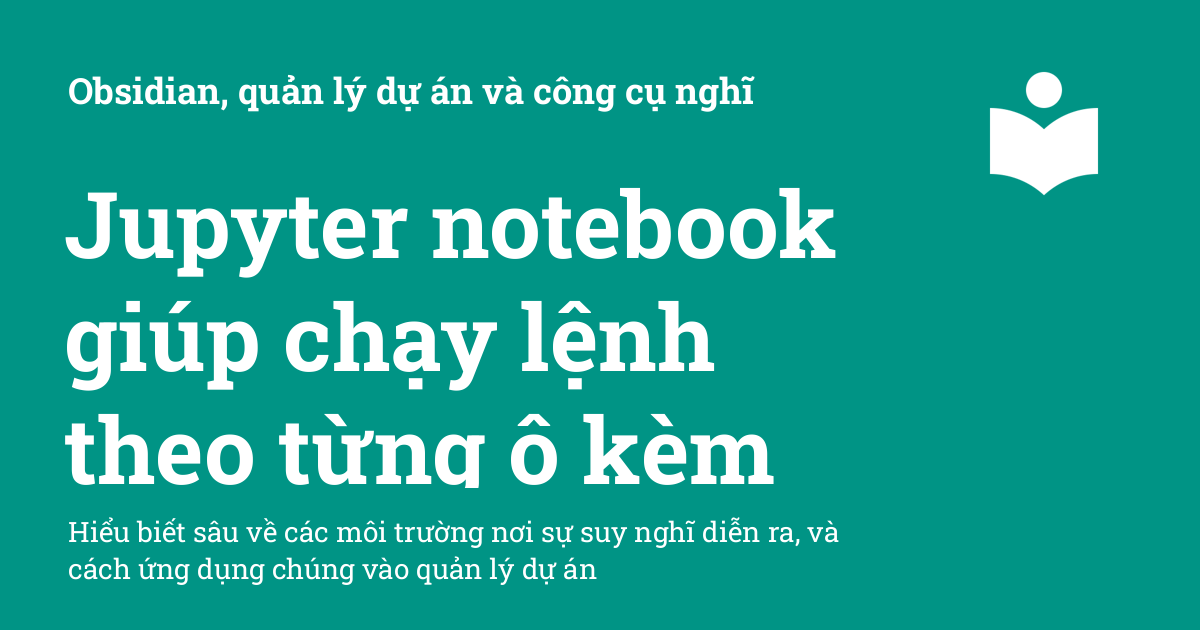 Obsidian, quản lý dự án và công cụ nghĩ
Jupyter notebook
giúp chạy lệnh
theo từng ô kèm
Hiểu biết sâu về các môi trường nơi sự suy nghĩ diễn ra, và
cách ứng dụng chúng vào quản lý dự án